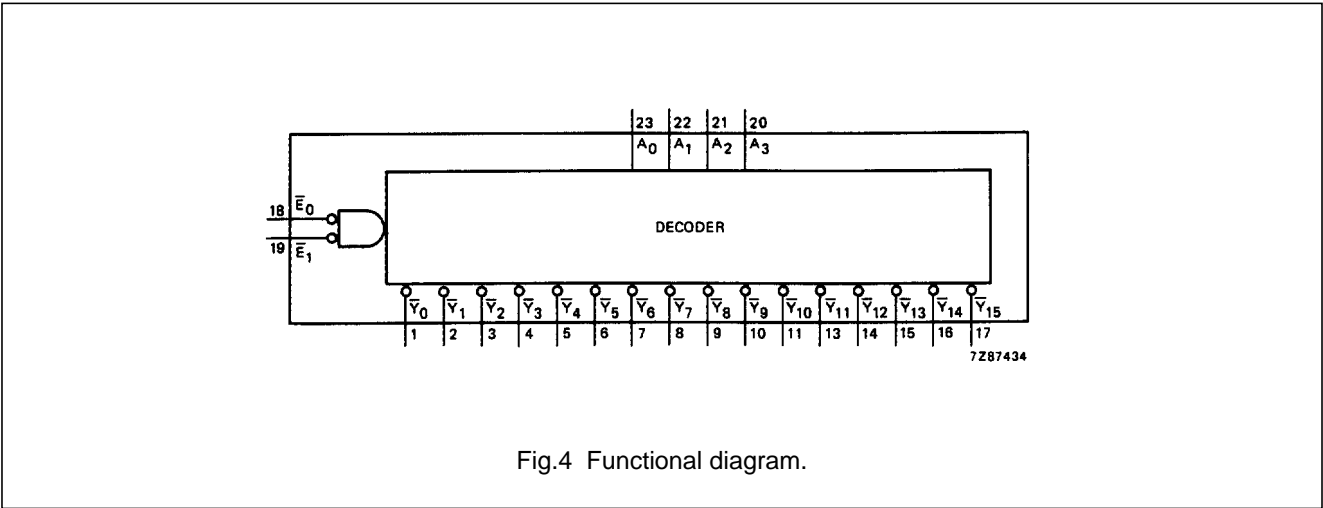 23 22 21 20
A0 A1 A2 A3
18 E̅0
19 E̅1
DECODER
Y̅0 Y̅1 Y̅2 Y̅3 Y̅4 Y̅5 Y̅6 Y̅7 Y̅8 Y̅9 Y̅10 Y̅11 Y̅12 Y̅13 Y̅14 Y̅15
1 2 3 4 5 6 7 8 9 10 11 13 14 15 16 17
7Z87434
Fig.4 Functional diagram.